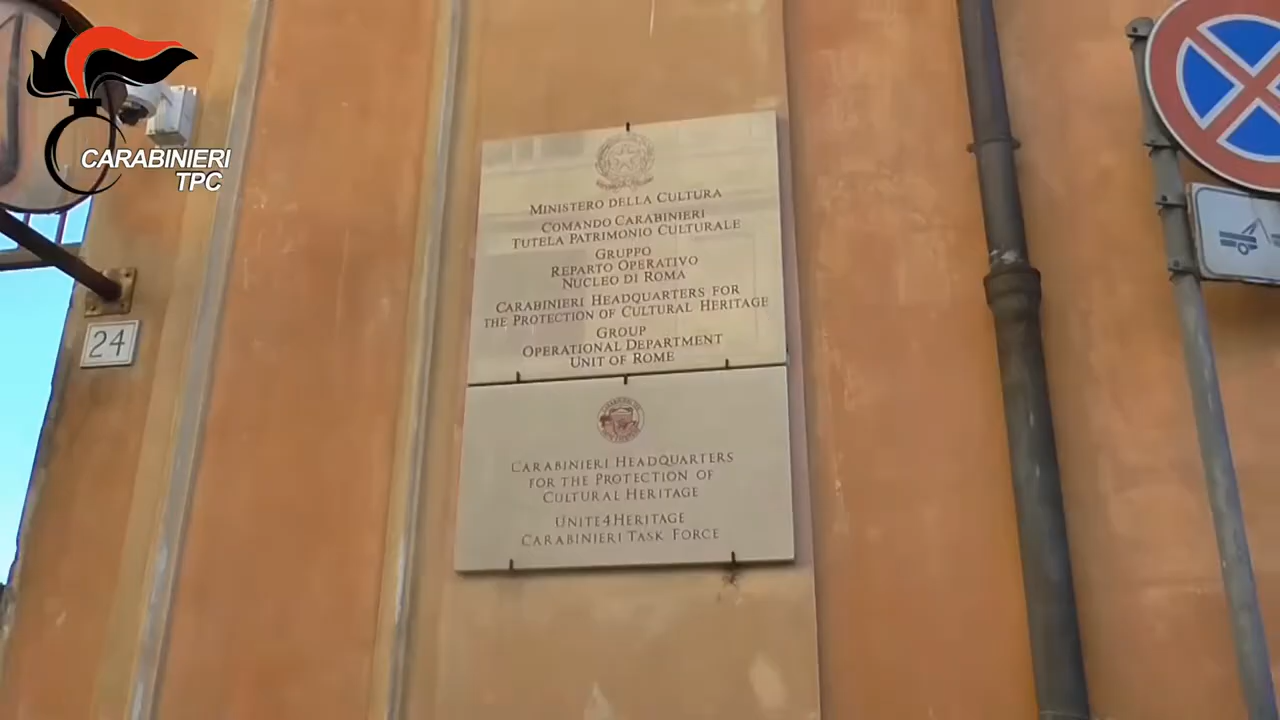 CARABINIERI
TPC
24
MINISTERO DELLA CULTURA
COMANDO CARABINIERI
TUTELA PATRIMONIO CULTURALE
GRUPPO
REPARTO OPERATIVO
NUCLEO DI ROMA
CARABINIERI HEADQUARTERS FOR
THE PROTECTION OF CULTURAL HERITAGE
GROUP
OPERATIONAL DEPARTMENT
UNIT OF ROME
CARABINIERI HEADQUARTERS
FOR THE PROTECTION OF
CULTURAL HERITAGE
UNITE4HERITAGE
CARABINIERI TASK FORCE